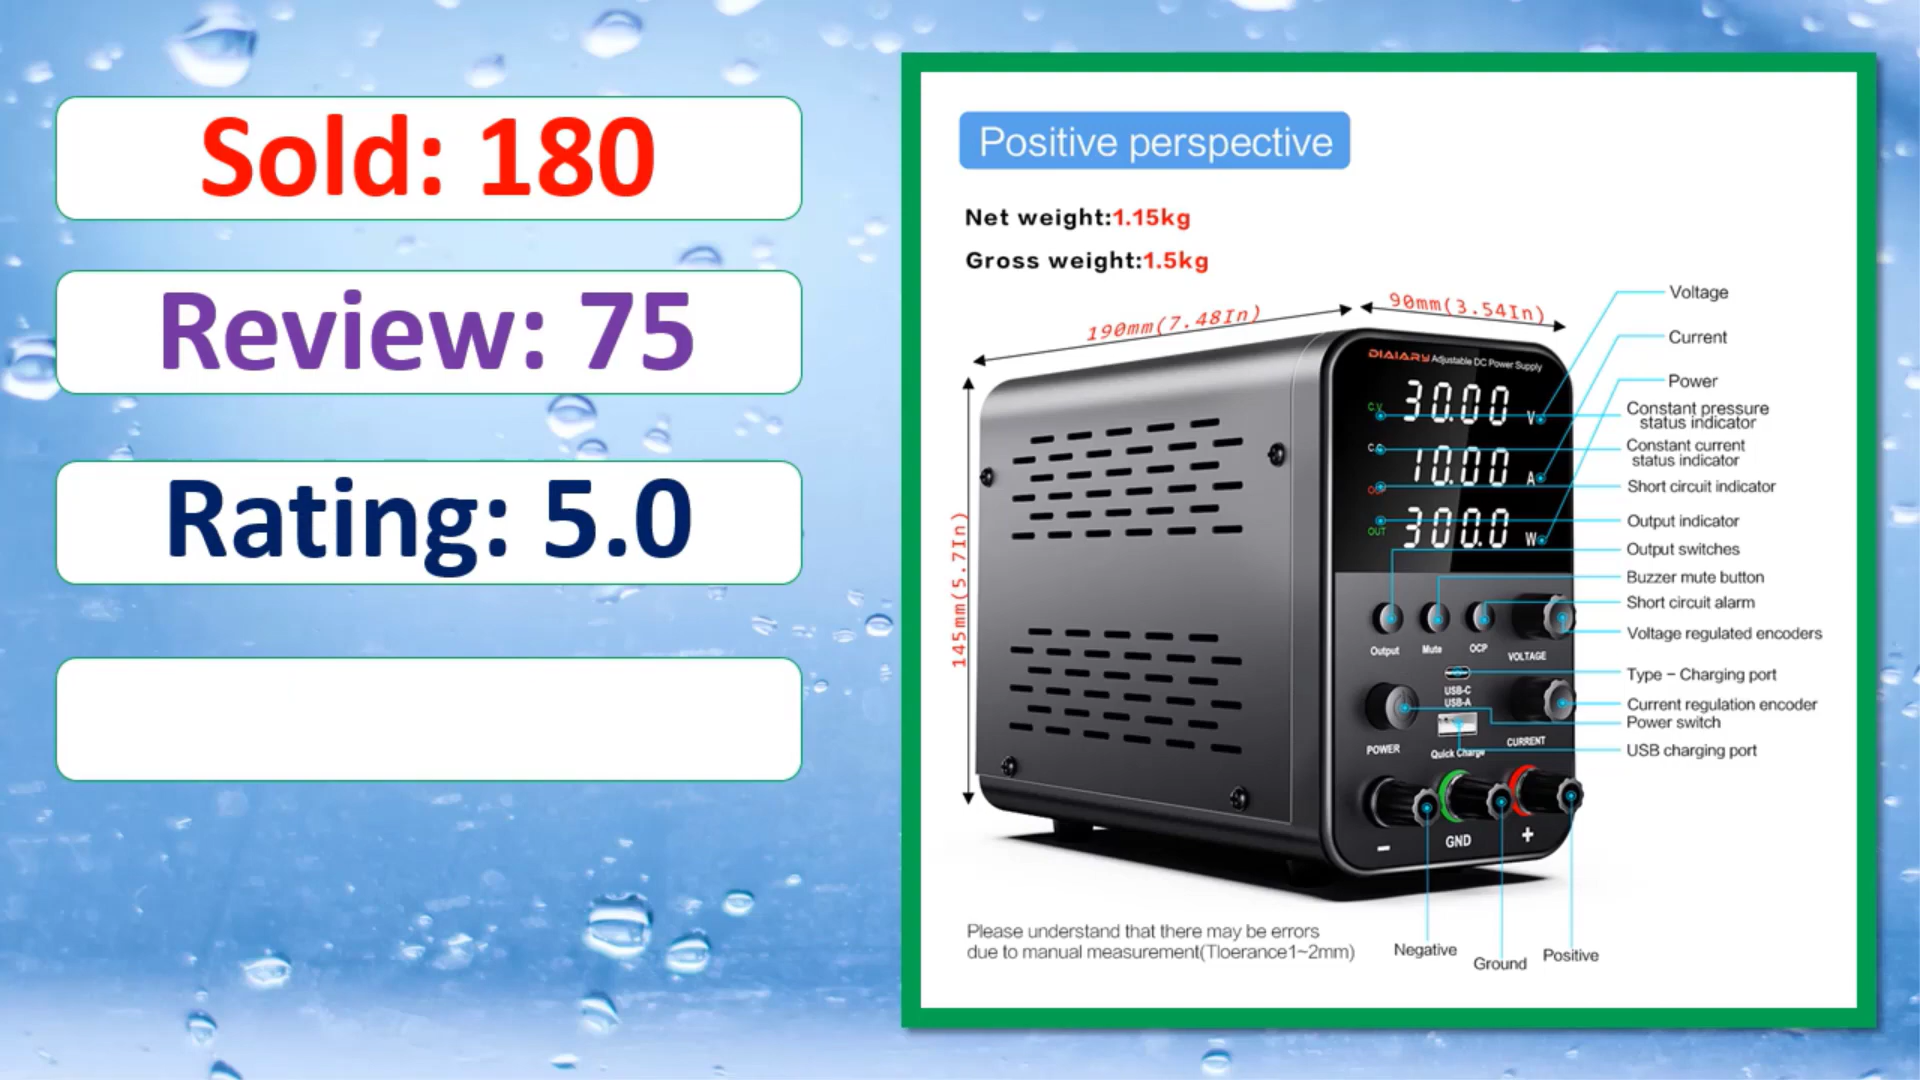 Sold: 180
Review: 75
Rating: 5.0
Positive perspective
Net weight:1.15kg
Gross weight:1.5kg
190mm(7.48In)
90mm(3.54In)
145mm(5.7In)
DIAIARY Adjustable DC Power Supply
C.V
30.00 V
C.C
10.00 A
OUT
300.0 W
Output
Mute
OCP
VOLTAGE
USB-C
USB-A
POWER
Quick Charge
CURRENT
-
GND
+
Voltage
Current
Power
Constant pressure
status indicator
Constant current
status indicator
Short circuit indicator
Output indicator
Output switches
Buzzer mute button
Short circuit alarm
Voltage regulated encoders
Type - Charging port
Current regulation encoder
Power switch
USB charging port
Negative
Ground
Positive
Please understand that there may be errors
due to manual measurement(Tloerance1~2mm)